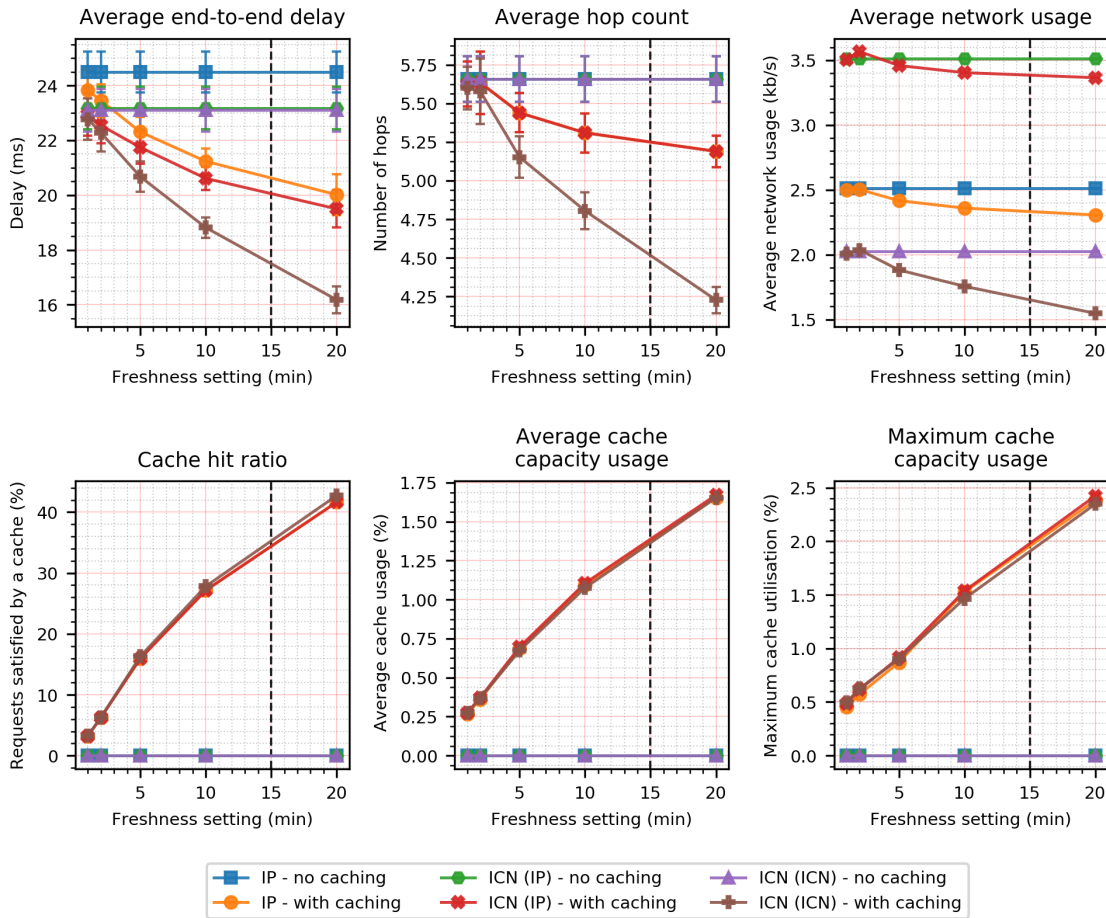 Average end-to-end delay
Delay (ms)
24
22
20
18
16
5
10
15
20
Freshness setting (min)
Average hop count
Number of hops
5.75
5.50
5.25
5.00
4.75
4.50
4.25
5
10
15
20
Freshness setting (min)
Average network usage
Average network usage (kb/s)
3.5
3.0
2.5
2.0
1.5
5
10
15
20
Freshness setting (min)
Cache hit ratio
Requests satisfied by a cache (%)
40
30
20
10
0
5
10
15
20
Freshness setting (min)
Average cache
capacity usage
Average cache usage (%)
1.75
1.50
1.25
1.00
0.75
0.50
0.25
0.00
5
10
15
20
Freshness setting (min)
Maximum cache
capacity usage
Maximum cache utilisation (%)
2.5
2.0
1.5
1.0
0.5
0.0
5
10
15
20
Freshness setting (min)
IP - no caching
IP - with caching
ICN (IP) - no caching
ICN (IP) - with caching
ICN (ICN) - no caching
ICN (ICN) - with caching